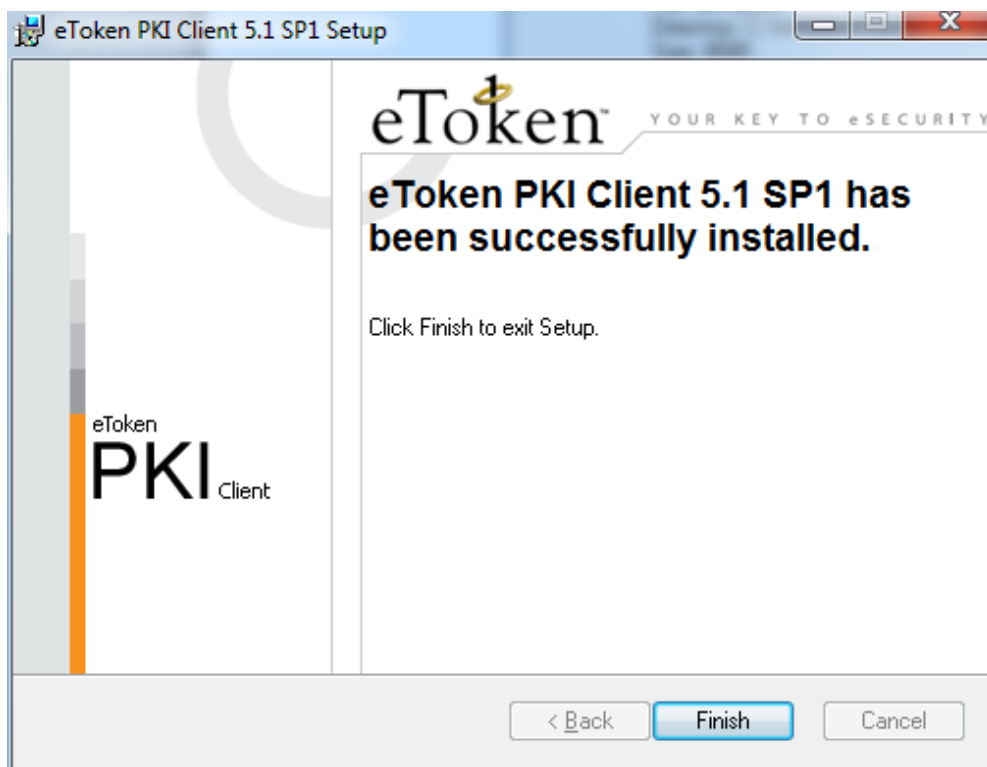 eToken PKI Client 5.1 SP1 Setup
eToken™ YOUR KEY TO eSECURITY
eToken PKI Client 5.1 SP1 has
been successfully installed.
Click Finish to exit Setup.
eToken
PKI Client
< Back Finish Cancel